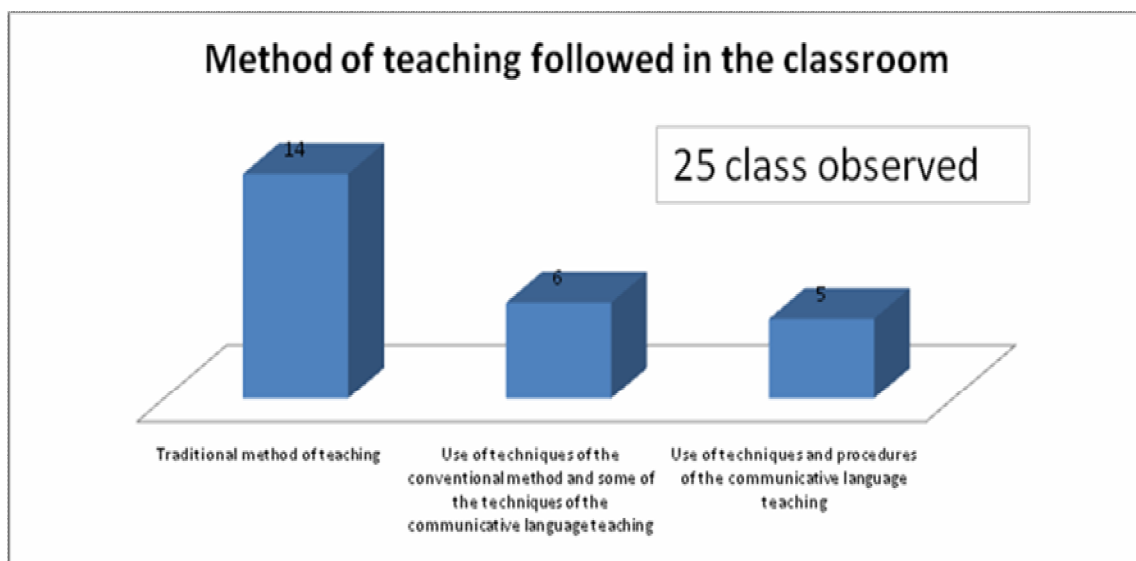 Method of teaching followed in the classroom
25 class observed
14
6
5
Traditional method of teaching
Use of techniques of the
conventional method and some of
the techniques of the
communicative language teaching
Use of techniques and procedures
of the communicative language
teaching